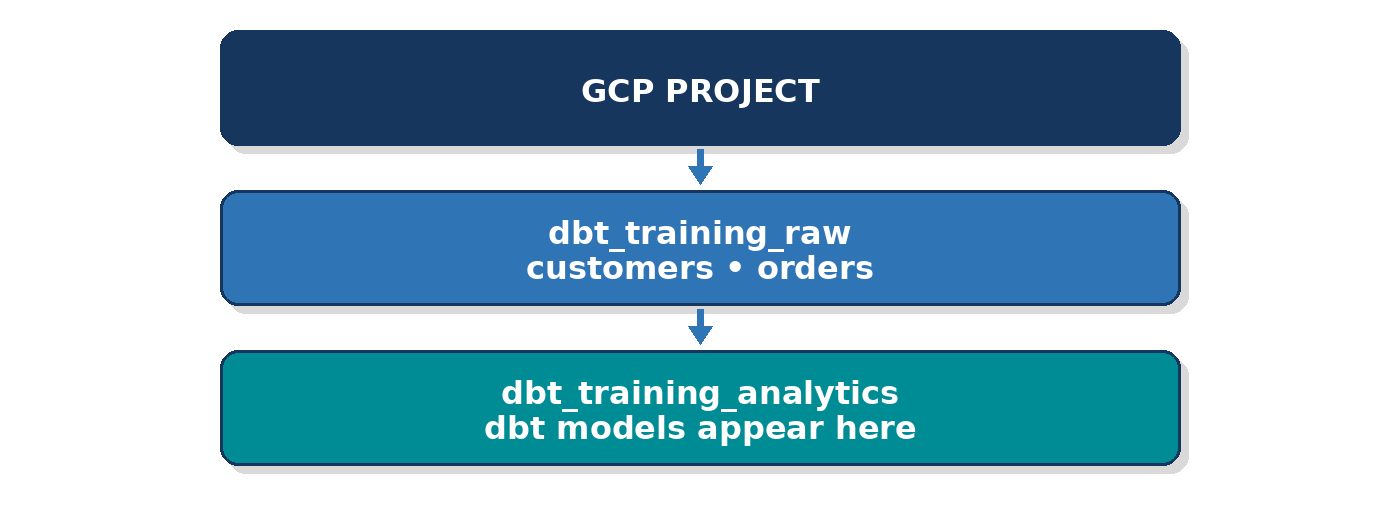 GCP PROJECT
dbt_training_raw
customers • orders
dbt_training_analytics
dbt models appear here